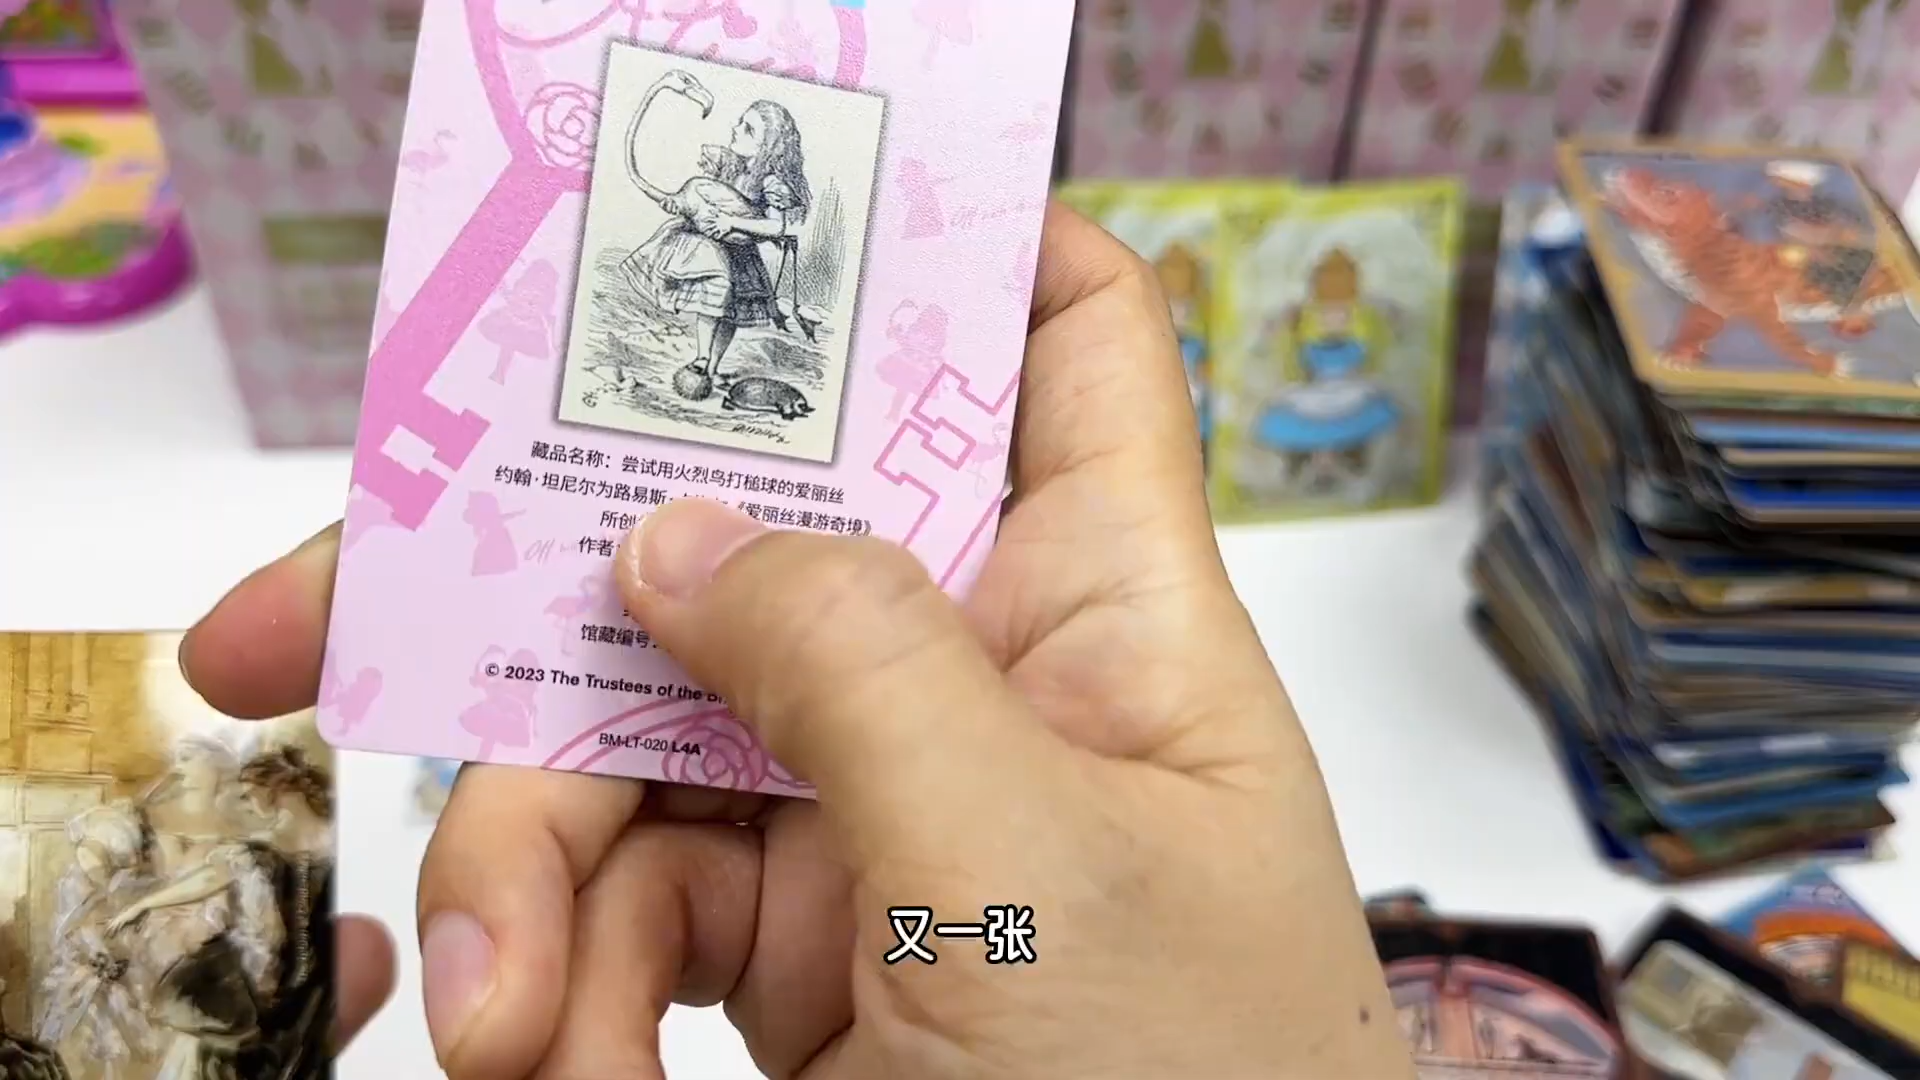 藏品名称：尝试用火烈鸟打槌球的爱丽丝
约翰·坦尼尔为路易斯·《爱丽丝漫游奇境》
所创
作者
馆藏编号：
© 2023 The Trustees of the
BM-LT-020 L4A
又一张